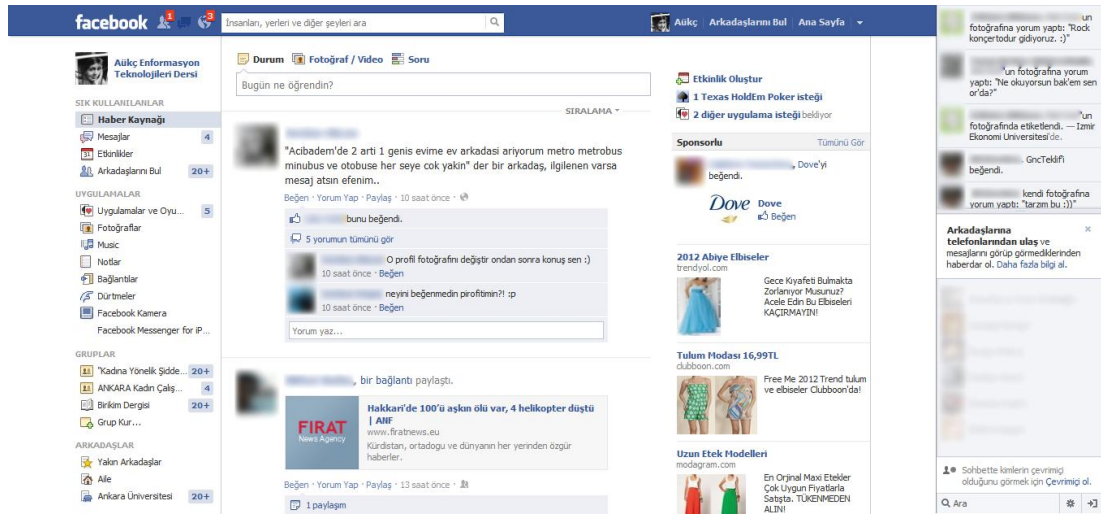 facebook
1
3
İnsanları, yerleri ve diğer şeyleri ara
Aükç
Arkadaşlarını Bul
Ana Sayfa
Aükç Enformasyon
Teknolojileri Dersi
SIK KULLANILANLAR
Haber Kaynağı
Mesajlar 4
Etkinlikler
Arkadaşlarını Bul 20+
UYGULAMALAR
Uygulamalar ve Oyu... 5
Fotoğraflar
Music
Notlar
Bağlantılar
Dürtmeler
Facebook Kamera
Facebook Messenger for iP...
GRUPLAR
"Kadına Yönelik Şidde... 20+
ANKARA Kadın Çalış... 4
Birikim Dergisi 20+
Grup Kur...
ARKADAŞLAR
Yakın Arkadaşlar
Aile
Ankara Üniversitesi 20+
Durum Fotoğraf / Video Soru
Bugün ne öğrendin?
SIRALAMA
"Acibadem'de 2 arti 1 genis evime ev arkadasi ariyorum metro metrobus
minubus ve otobuse her seye cok yakin" der bir arkadaş, ilgilenen varsa
mesaj atsın efenim..
Beğen · Yorum Yap · Paylaş · 10 saat önce ·
bunu beğendi.
5 yorumun tümünü gör
O profil fotoğrafını değiştir ondan sonra konuş sen :)
10 saat önce · Beğen
neyini beğenmedin pirofitimin?! :p
10 saat önce · Beğen
Yorum yaz...
, bir bağlantı paylaştı.
FIRAT
News Agency
Hakkari'de 100'ü aşkın ölü var, 4 helikopter düştü
| ANF
www.firatnews.eu
Kürdistan, ortadogu ve dünyanın her yerinden özgür
haberler.
Beğen · Yorum Yap · Paylaş · 13 saat önce ·
1 paylaşım
Etkinlik Oluştur
1 Texas HoldEm Poker isteği
2 diğer uygulama isteği bekliyor
Sponsorlu Tümünü Gör
, Dove'yi
beğendi.
Dove
Dove
Beğen
2012 Abiye Elbiseler
trendyol.com
Gece Kıyafeti Bulmakta
Zorlanıyor Musunuz?
Acele Edin Bu Elbiseleri
KAÇIRMAYIN!
Tulum Modası 16,99TL
clubboon.com
Free Me 2012 Trend tulum
ve elbiseler Clubboon'da!
Uzun Etek Modelleri
modagram.com
En Orjinal Maxi Etekler
Çok Uygun Fiyatlarla
Satışta. TÜKENMEDEN
ALIN!
'un
fotoğrafına yorum yaptı: "Rock
konçertodur gidiyoruz. :)"
'un fotoğrafına yorum
yaptı: "Ne okuyorsun bak'em sen
or'da?"
'un
fotoğrafında etiketlendi. — Izmir
Ekonomi Universitesi'de.
, GncTeklif'i
beğendi.
kendi fotoğrafına
yorum yaptı: "tarzım bu :))"
Arkadaşlarına
telefonlarından ulaş ve
mesajlarını görüp görmediklerinden
haberdar ol. Daha fazla bilgi al.
Sohbette kimlerin çevrimiçi
olduğunu görmek için Çevrimiçi ol.
Ara